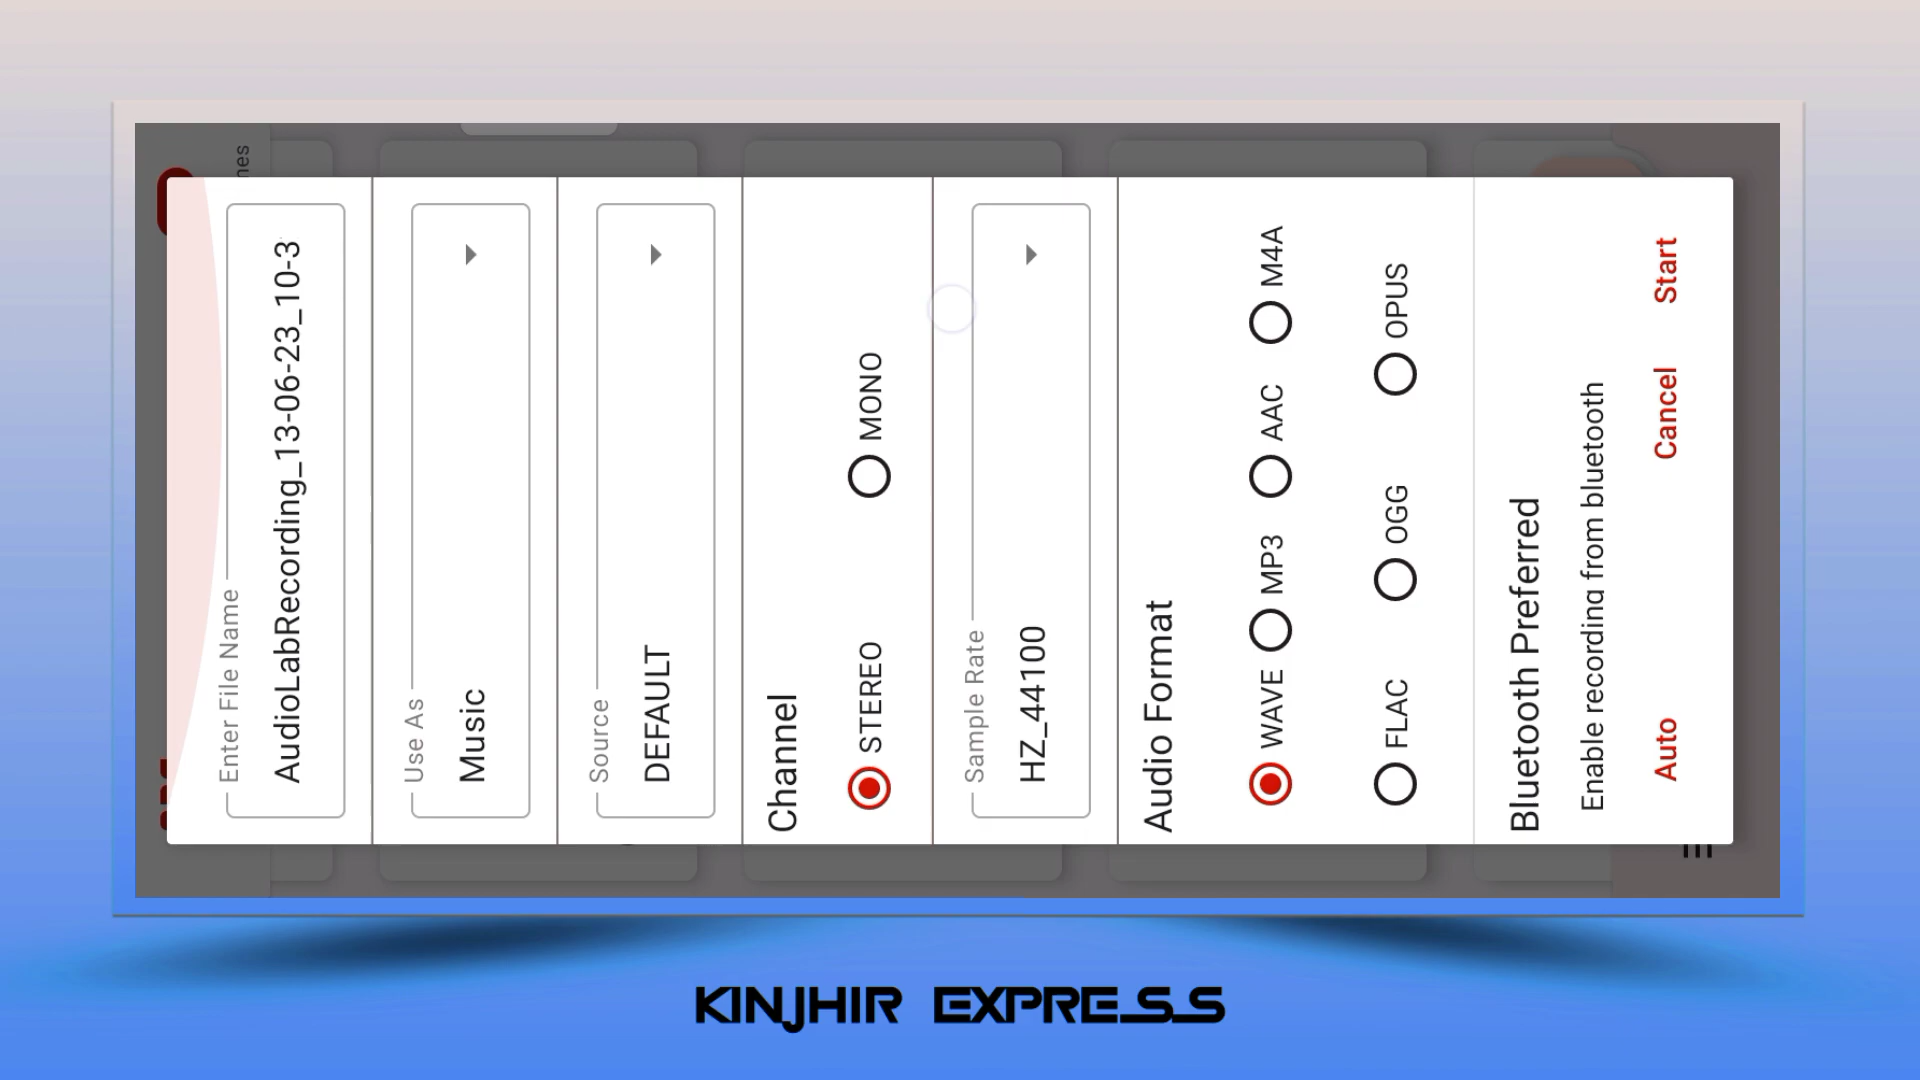 nes
Enter File Name
AudioLabRecording_13-06-23_10-3
Use As
Music
Source
DEFAULT
Channel
STEREO MONO
Sample Rate
HZ_44100
Audio Format
WAVE MP3 AAC M4A
FLAC OGG OPUS
Bluetooth Preferred
Enable recording from bluetooth
Auto Cancel Start
KINJHIR EXPRESS